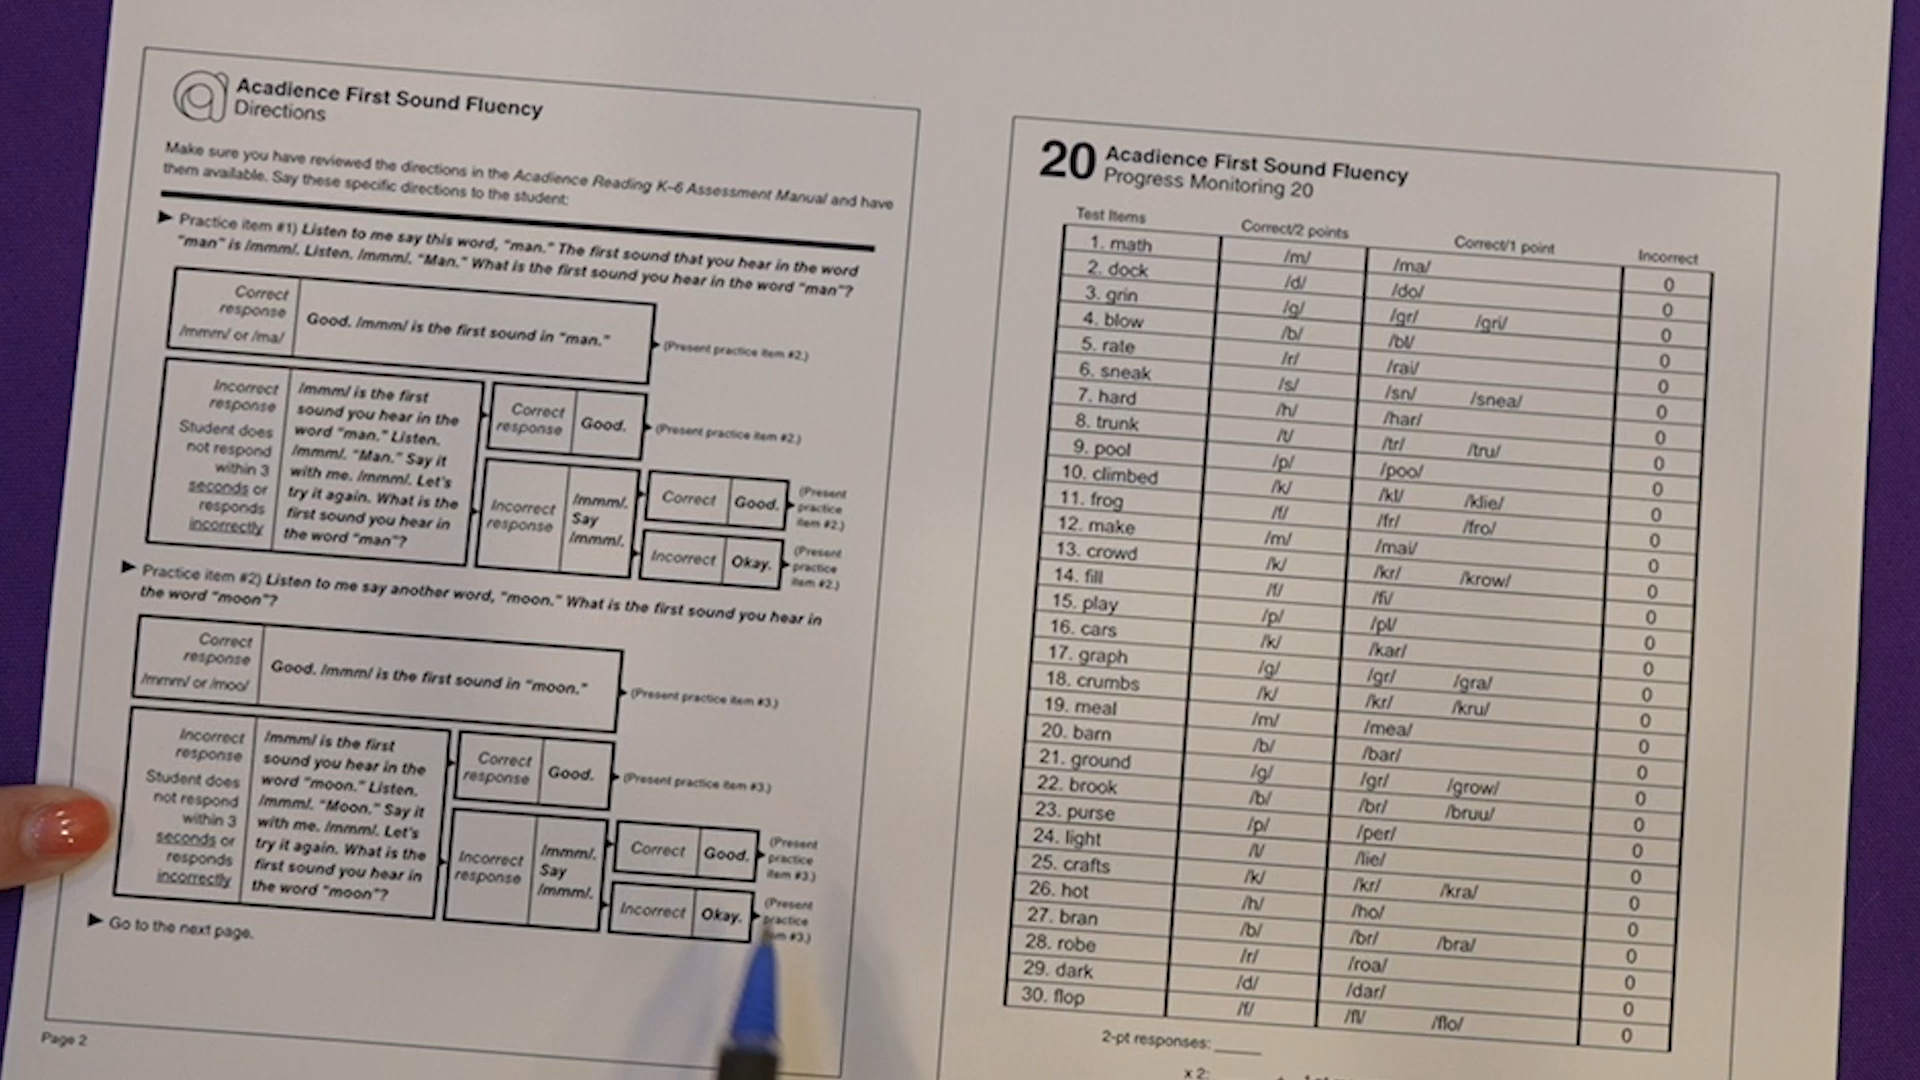 Acadience First Sound Fluency
Directions
Make sure you have reviewed the directions in the Acadience Reading K–6 Assessment Manual and have
them available. Say these specific directions to the student:
Practice item #1) Listen to me say this word, "man." The first sound that you hear in the word
"man" is /mmm/. Listen. /mmm/. "Man." What is the first sound you hear in the word "man"?
Correct
response
/mmm/ or /ma/
Good. /mmm/ is the first sound in "man."
(Present practice item #2.)
Incorrect
response
Student does
not respond
within 3
seconds or
responds
incorrectly
/mmm/ is the first
sound you hear in the
word "man." Listen.
/mmm/. "Man." Say it
with me. /mmm/. Let's
try it again. What is the
first sound you hear in
the word "man"?
Correct
response
Good.
(Present practice item #2.)
Incorrect
response
/mmm/.
Say
/mmm/.
Correct
Good.
(Present
practice
item #2.)
Incorrect
Okay.
(Present
practice
item #2.)
Practice item #2) Listen to me say another word, "moon." What is the first sound you hear in
the word "moon"?
Correct
response
/mmm/ or /moo/
Good. /mmm/ is the first sound in "moon."
(Present practice item #3.)
Incorrect
response
Student does
not respond
within 3
seconds or
responds
incorrectly
/mmm/ is the first
sound you hear in the
word "moon." Listen.
/mmm/. "Moon." Say it
with me. /mmm/. Let's
try it again. What is the
first sound you hear in
the word "moon"?
Correct
response
Good.
(Present practice item #3.)
Incorrect
response
/mmm/.
Say
/mmm/.
Correct
Good.
(Present
practice
item #3.)
Incorrect
Okay.
(Present
practice
#3.)
Go to the next page.
Page 2
20 Acadience First Sound Fluency
Progress Monitoring 20
Test Items Correct/2 points Correct/1 point Incorrect
1. math /m/ /ma/ 0
2. dock /d/ /do/ 0
3. grin /g/ /gr/ /gri/ 0
4. blow /b/ /bl/ 0
5. rate /r/ /rai/ 0
6. sneak /s/ /sn/ /snea/ 0
7. hard /h/ /har/ 0
8. trunk /t/ /tr/ /tru/ 0
9. pool /p/ /poo/ 0
10. climbed /k/ /kl/ /klie/ 0
11. frog /f/ /fr/ /fro/ 0
12. make /m/ /mai/ 0
13. crowd /k/ /kr/ /krow/ 0
14. fill /f/ /fi/ 0
15. play /p/ /pl/ 0
16. cars /k/ /kar/ 0
17. graph /g/ /gr/ /gra/ 0
18. crumbs /k/ /kr/ /kru/ 0
19. meal /m/ /mea/ 0
20. barn /b/ /bar/ 0
21. ground /g/ /gr/ /grow/ 0
22. brook /b/ /br/ /bruu/ 0
23. purse /p/ /per/ 0
24. light /l/ /lie/ 0
25. crafts /k/ /kr/ /kra/ 0
26. hot /h/ /ho/ 0
27. bran /b/ /br/ /bra/ 0
28. robe /r/ /roa/ 0
29. dark /d/ /dar/ 0
30. flop /f/ /fl/ /flo/ 0
2-pt responses:
x 2: